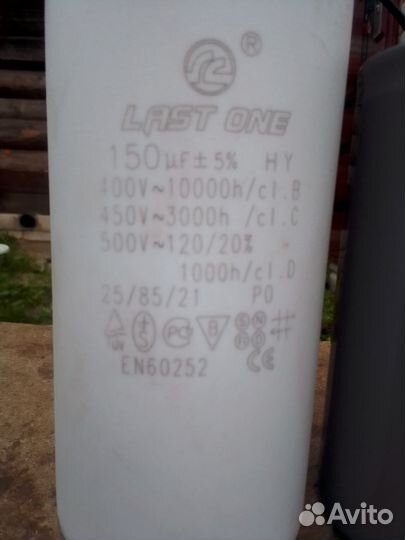 ®
LAST ONE
150µF±5% HY
400V~10000h/cl.B
450V~3000h /cl.C
500V~120/20%
1000h/cl.D
25/85/21 P0
EN60252
Avito